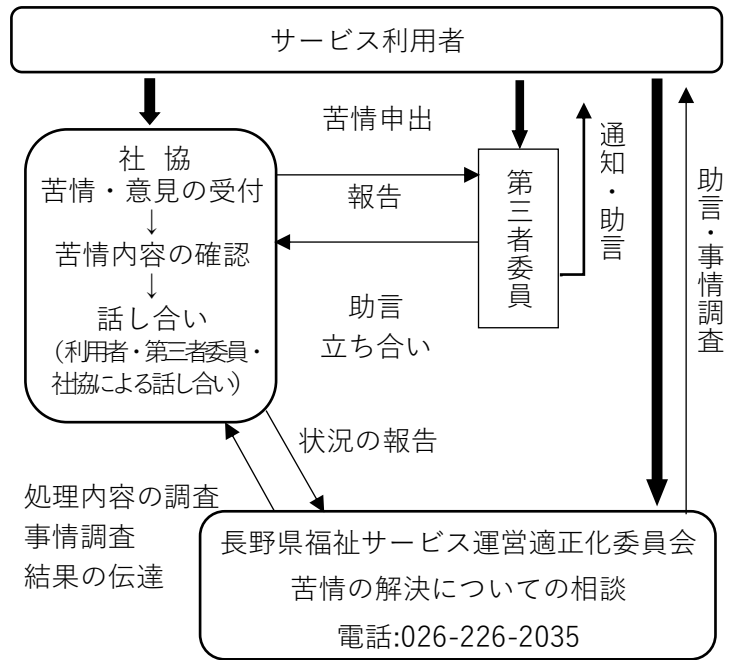 サービス利用者
苦情申出
社 協
苦情・意見の受付
↓
苦情内容の確認
↓
話し合い
(利用者・第三者委員・
社協による話し合い)
報告
助言
立ち合い
第三者委員
通知・助言
助言・事情調査
状況の報告
処理内容の調査
事情調査
結果の伝達
長野県福祉サービス運営適正化委員会
苦情の解決についての相談
電話:026-226-2035